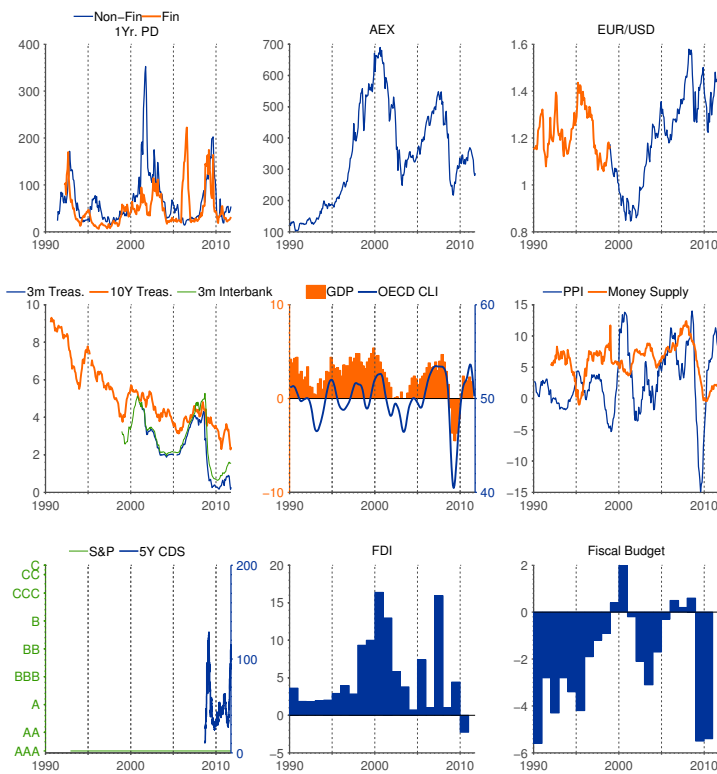 Non−Fin Fin
1Yr. PD
400
300
200
100
0
1990 2000 2010
AEX
700
600
500
400
300
200
100
1990 2000 2010
EUR/USD
1.6
1.4
1.2
1
0.8
1990 2000 2010
3m Treas. 10Y Treas. 3m Interbank
10
8
6
4
2
0
1990 2000 2010
GDP OECD CLI
10 60
0 50
−10 40
1990 2000 2010
PPI Money Supply
15
10
5
0
−5
−10
−15
1990 2000 2010
S&P 5Y CDS
C 200
CC
CCC
B
BB 100
BBB
A
AA
AAA 0
1990 2000 2010
FDI
20
15
10
5
0
−5
1990 2000 2010
Fiscal Budget
2
0
−2
−4
−6
1990 2000 2010